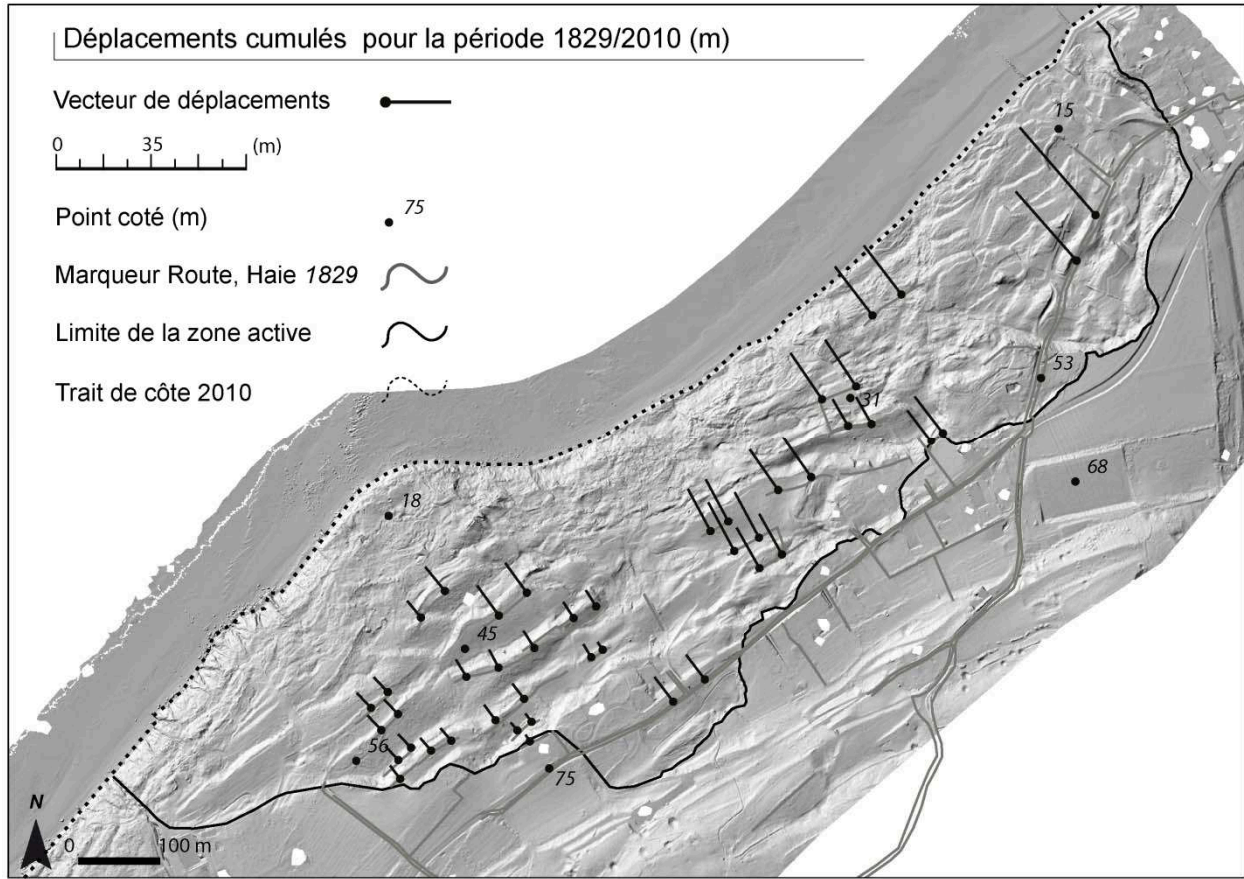 Déplacements cumulés pour la période 1829/2010 (m)
Vecteur de déplacements
0 35 (m)
Point coté (m) 75
Marqueur Route, Haie 1829
Limite de la zone active
Trait de côte 2010
15
53
31
68
18
45
56
75
N
0 100 m